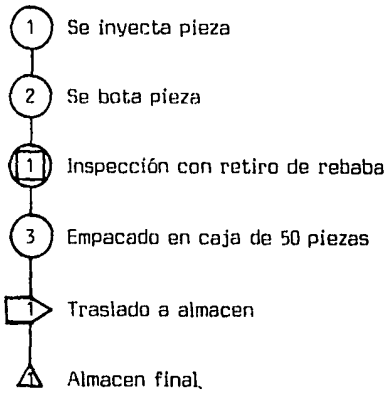 1 Se inyecta pieza
2 Se bota pieza
1 Inspección con retiro de rebaba
3 Empacado en caja de 50 piezas
1 Traslado a almacen
1 Almacen final.